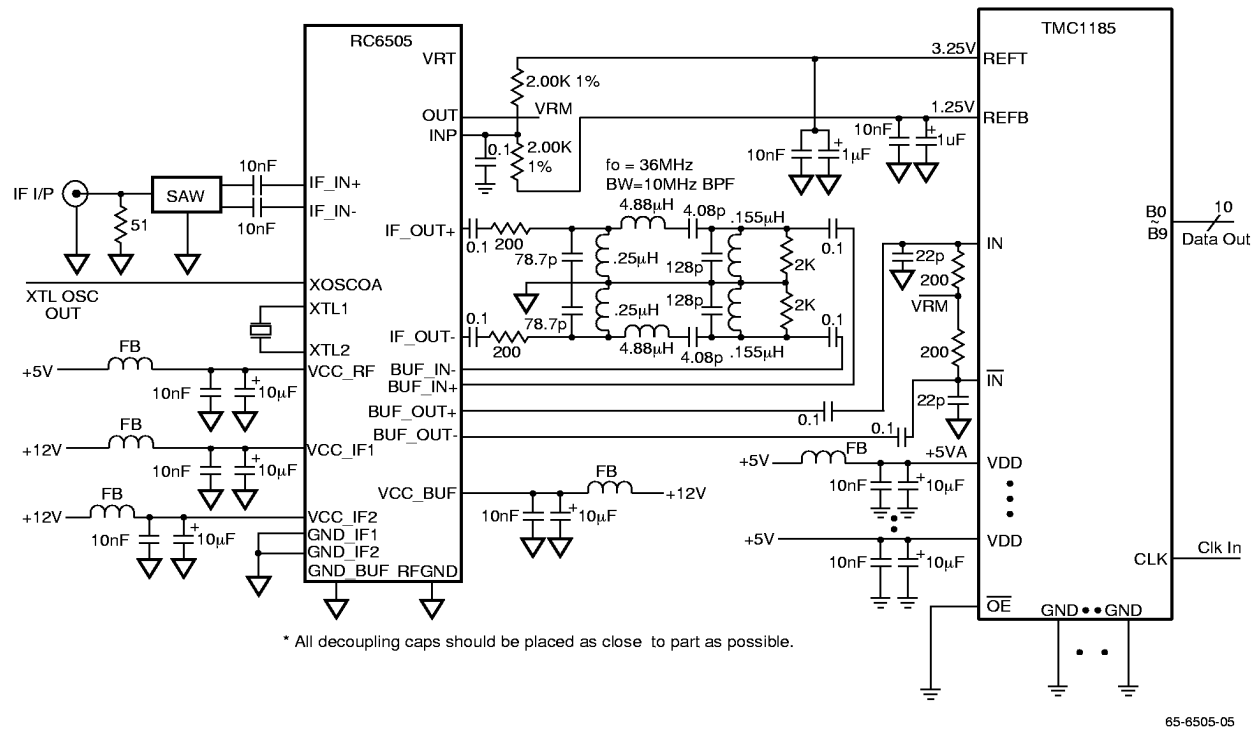 RC6505
TMC1185
VRT
3.25V
REFT
2.00K 1%
OUT
VRM
1.25V
REFB
INP
0.1
2.00K
1%
10nF
+
1uF
10nF
+
1µF
fo = 36MHz
BW=10MHz BPF
10nF
IF I/P
SAW
IF_IN+
IF_IN-
51
10nF
4.88µH
4.08p
.155µH
B0
~
B9
10
Data Out
IF_OUT+
0.1
200
78.7p
.25µH
128p
2K
0.1
IN
22p
200
VRM
XOSCOA
XTL OSC
OUT
XTL1
XTL2
.25µH
128p
2K
IF_OUT-
0.1
200
78.7p
4.88µH
4.08p
.155µH
0.1
200
FB
+5V
VCC_RF
10nF
+
10µF
BUF_IN-
BUF_IN+
IN
22p
BUF_OUT+
0.1
BUF_OUT-
0.1
FB
+12V
VCC_IF1
10nF
+
10µF
+5V
FB
+5VA
VDD
10nF
+
10µF
VCC_BUF
FB
+12V
10nF
+
10µF
FB
+12V
VCC_IF2
10nF
+
10µF
GND_IF1
GND_IF2
GND_BUF
RFGND
+5V
VDD
10nF
+
10µF
CLK
Clk In
OE
GND
GND
* All decoupling caps should be placed as close to part as possible.
65-6505-05